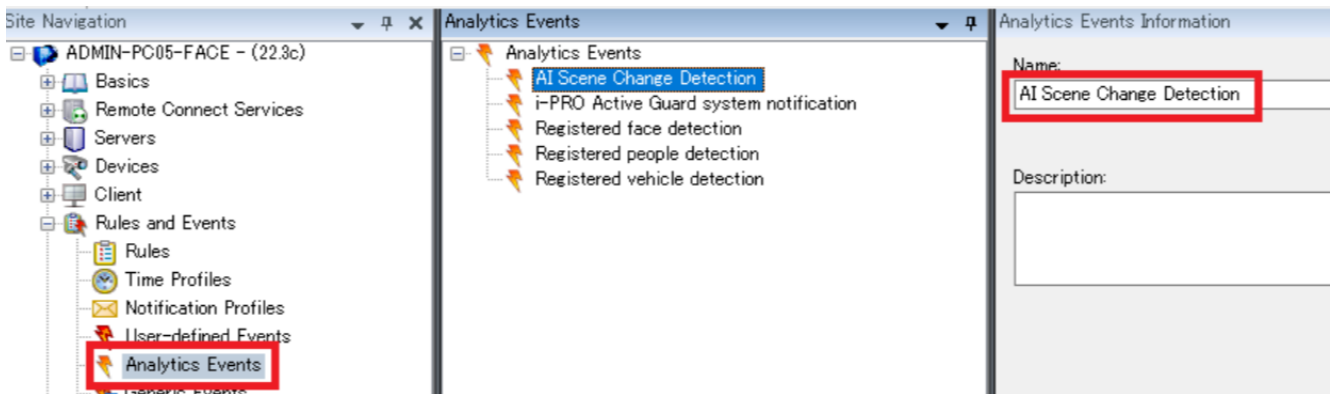 Site Navigation
ADMIN-PC05-FACE - (22.3c)
Basics
Remote Connect Services
Servers
Devices
Client
Rules and Events
Rules
Time Profiles
Notification Profiles
User-defined Events
Analytics Events
Generic Events
Analytics Events
Analytics Events
AI Scene Change Detection
i-PRO Active Guard system notification
Registered face detection
Registered people detection
Registered vehicle detection
Analytics Events Information
Name:
AI Scene Change Detection
Description: